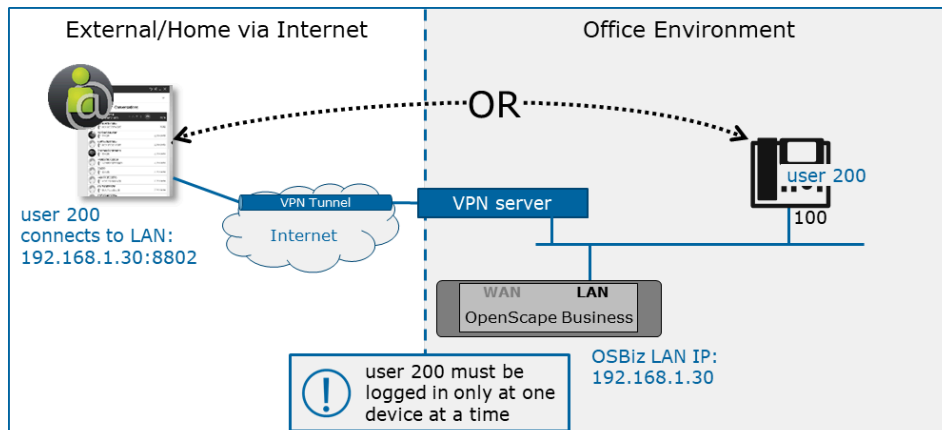 External/Home via Internet
Office Environment
@
OR
user 200
100
VPN Tunnel
VPN server
Internet
user 200
connects to LAN:
192.168.1.30:8802
WAN
LAN
OpenScape Business
OSBiz LAN IP:
192.168.1.30
!
user 200 must be
logged in only at one
device at a time